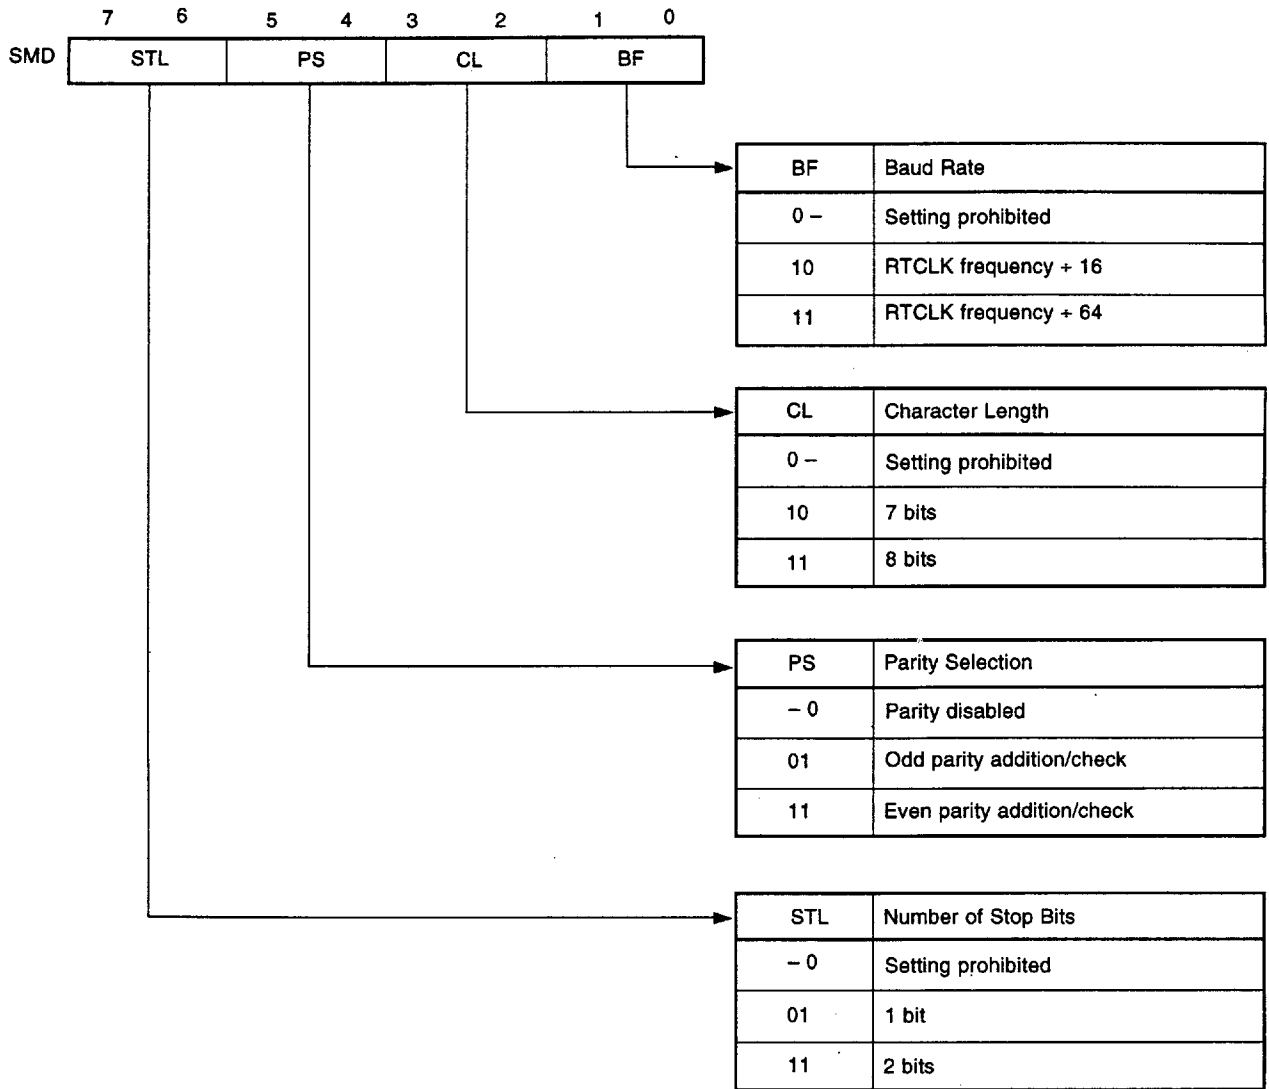 7 6 5 4 3 2 1 0
SMD STL PS CL BF
BF Baud Rate
0 – Setting prohibited
10 RTCLK frequency ÷ 16
11 RTCLK frequency ÷ 64
CL Character Length
0 – Setting prohibited
10 7 bits
11 8 bits
PS Parity Selection
– 0 Parity disabled
01 Odd parity addition/check
11 Even parity addition/check
STL Number of Stop Bits
– 0 Setting prohibited
01 1 bit
11 2 bits